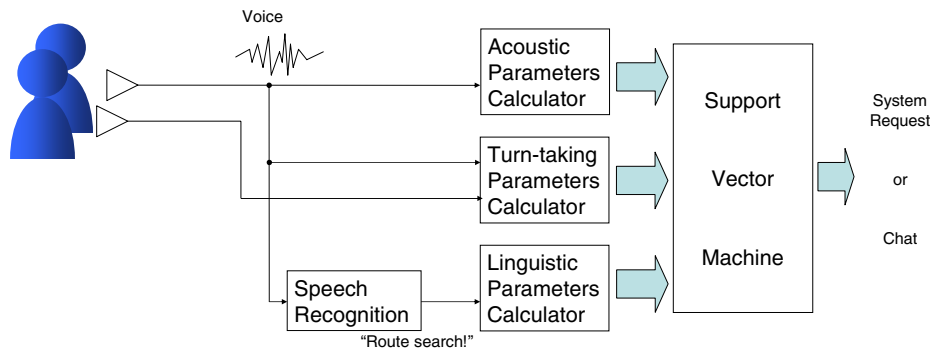 Voice
Acoustic
Parameters
Calculator
Turn-taking
Parameters
Calculator
Speech
Recognition
"Route search!"
Linguistic
Parameters
Calculator
Support
Vector
Machine
System
Request
or
Chat